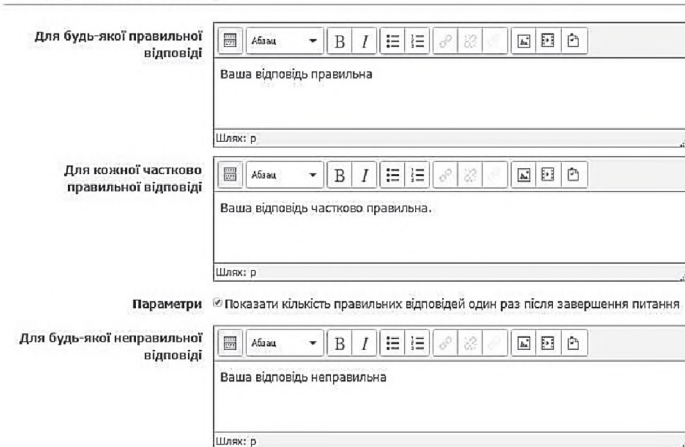 Для будь-якої правильної
відповіді
Абзац
B I
Ваша відповідь правильна
Шлях: p
Для кожної частково
правильної відповіді
Абзац
B I
Ваша відповідь частково правильна.
Шлях: p
Параметри Показати кількість правильних відповідей один раз після завершення питання
Для будь-якої неправильної
відповіді
Абзац
B I
Ваша відповідь неправильна
Шлях: p